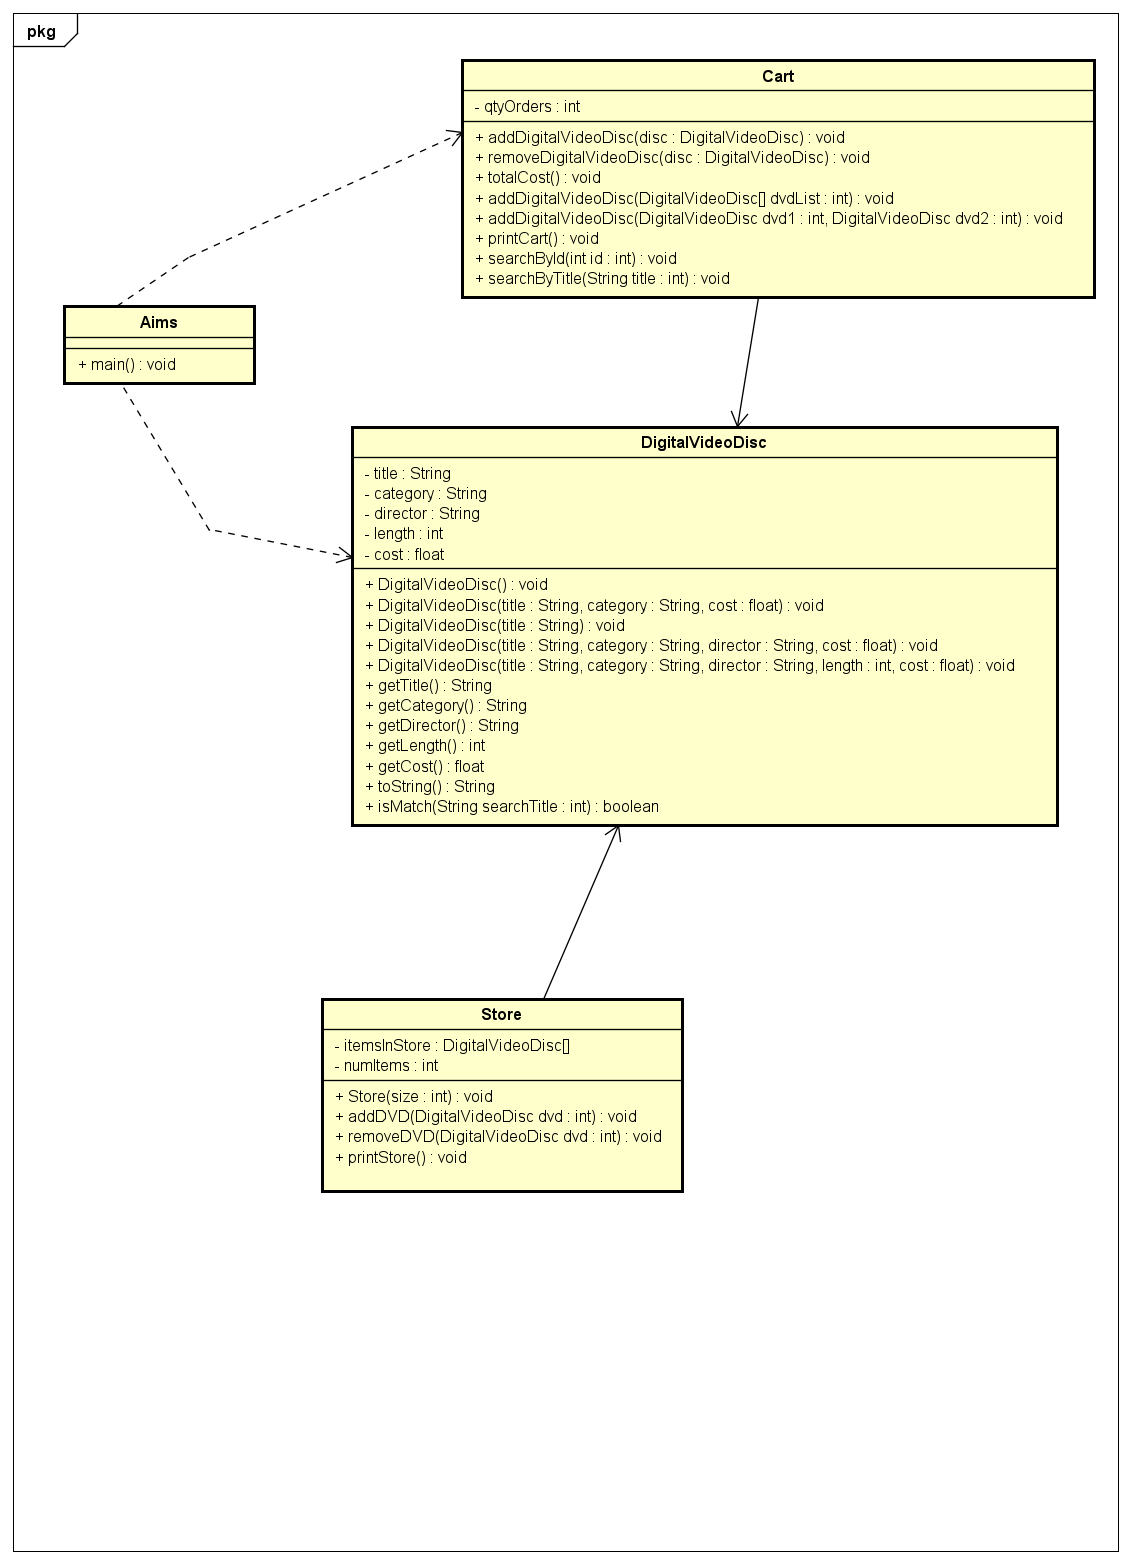 pkg
Cart
- qtyOrders : int
+ addDigitalVideoDisc(disc : DigitalVideoDisc) : void
+ removeDigitalVideoDisc(disc : DigitalVideoDisc) : void
+ totalCost() : void
+ addDigitalVideoDisc(DigitalVideoDisc[] dvdList : int) : void
+ addDigitalVideoDisc(DigitalVideoDisc dvd1 : int, DigitalVideoDisc dvd2 : int) : void
+ printCart() : void
+ searchById(int id : int) : void
+ searchByTitle(String title : int) : void
Aims
+ main() : void
DigitalVideoDisc
- title : String
- category : String
- director : String
- length : int
- cost : float
+ DigitalVideoDisc() : void
+ DigitalVideoDisc(title : String, category : String, cost : float) : void
+ DigitalVideoDisc(title : String) : void
+ DigitalVideoDisc(title : String, category : String, director : String, cost : float) : void
+ DigitalVideoDisc(title : String, category : String, director : String, length : int, cost : float) : void
+ getTitle() : String
+ getCategory() : String
+ getDirector() : String
+ getLength() : int
+ getCost() : float
+ toString() : String
+ isMatch(String searchTitle : int) : boolean
Store
- itemsInStore : DigitalVideoDisc[]
- numItems : int
+ Store(size : int) : void
+ addDVD(DigitalVideoDisc dvd : int) : void
+ removeDVD(DigitalVideoDisc dvd : int) : void
+ printStore() : void